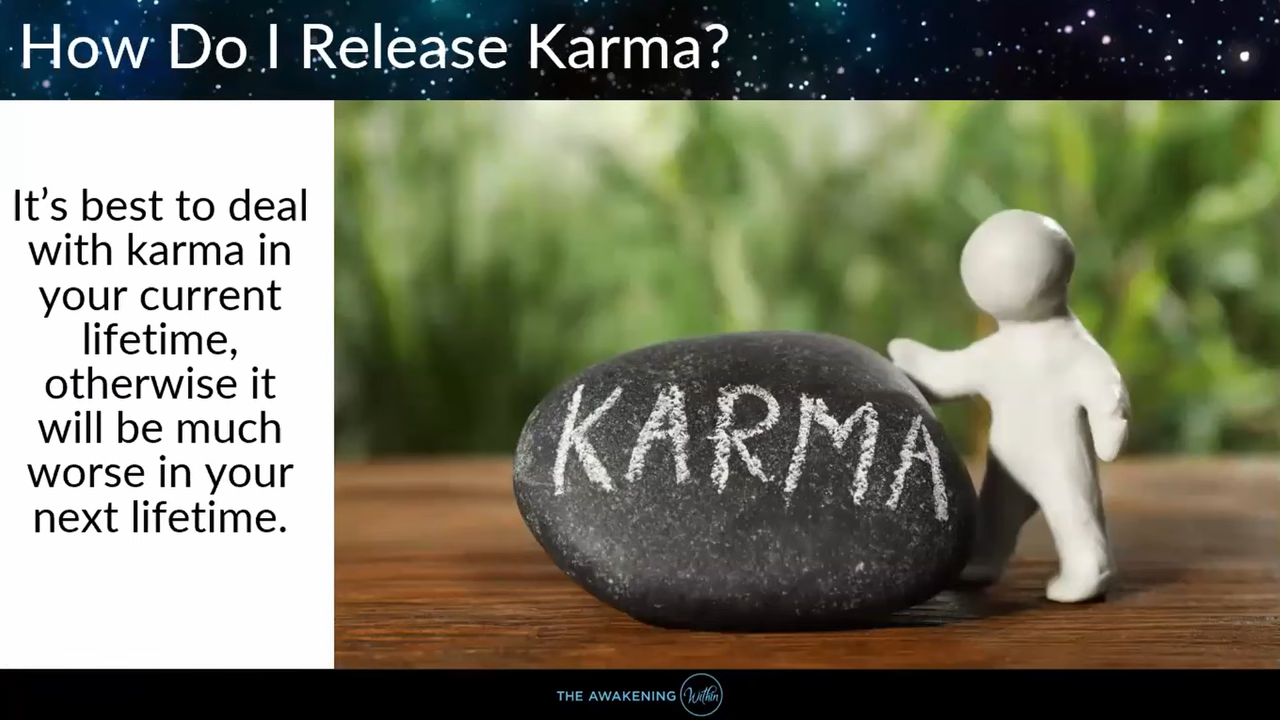 How Do I Release Karma?
It’s best to deal
with karma in
your current
lifetime,
otherwise it
will be much
worse in your
next lifetime.
KARMA
THE AWAKENING Within